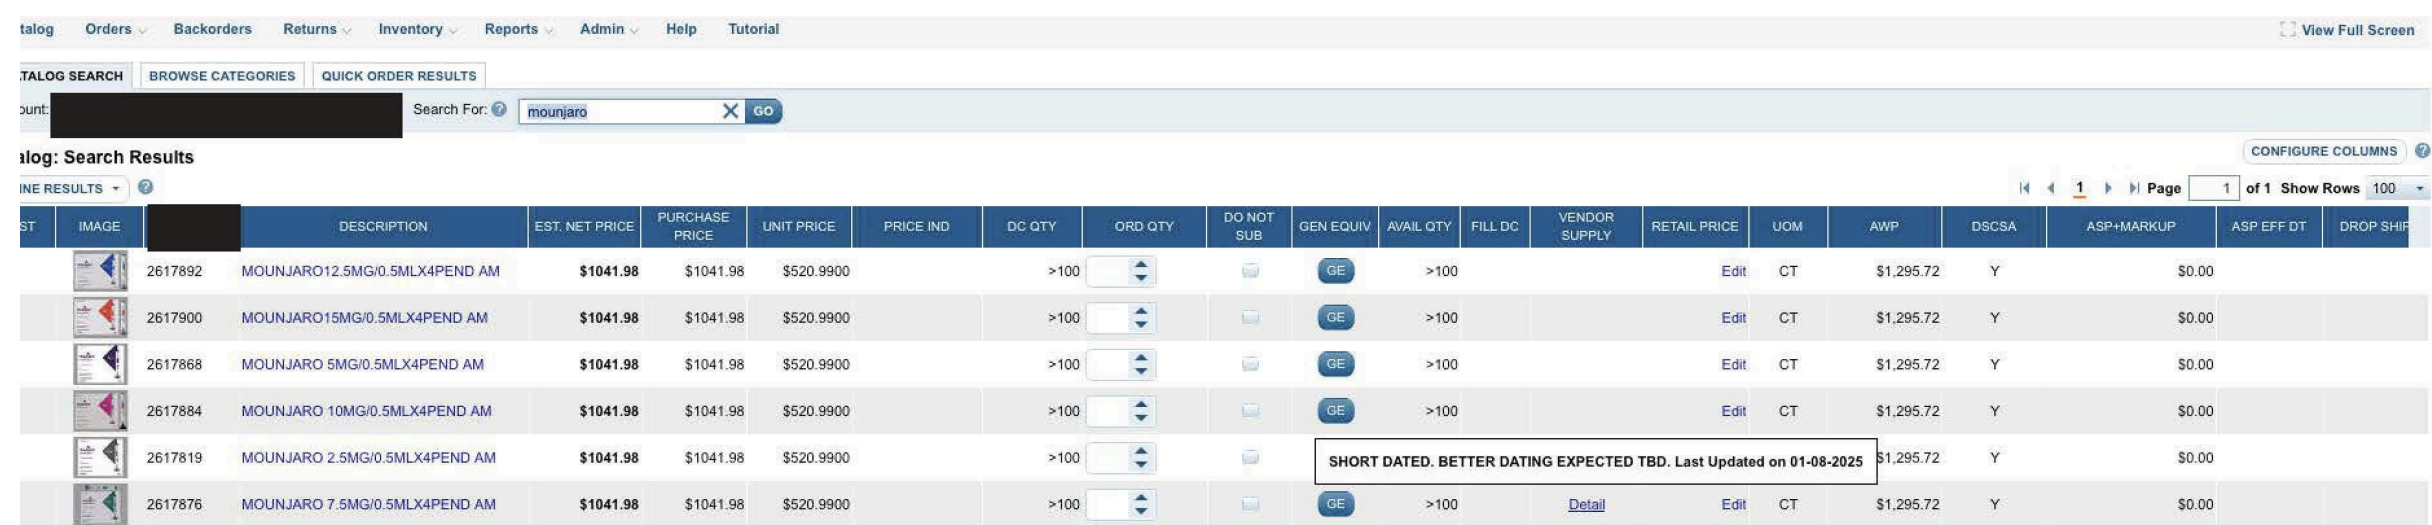 talog Orders Backorders Returns Inventory Reports Admin Help Tutorial View Full Screen
TALOG SEARCH BROWSE CATEGORIES QUICK ORDER RESULTS
ount: Search For: ? mounjaro X GO
alog: Search Results CONFIGURE COLUMNS ?
INE RESULTS ? 1 Page 1 of 1 Show Rows 100
ST IMAGE DESCRIPTION EST. NET PRICE PURCHASE PRICE UNIT PRICE PRICE IND DC QTY ORD QTY DO NOT SUB GEN EQUIV AVAIL QTY FILL DC VENDOR SUPPLY RETAIL PRICE UOM AWP DSCSA ASP+MARKUP ASP EFF DT DROP SHIP
2617892 MOUNJARO12.5MG/0.5MLX4PEND AM $1041.98 $1041.98 $520.9900 >100 GE >100 Edit CT $1,295.72 Y $0.00
2617900 MOUNJARO15MG/0.5MLX4PEND AM $1041.98 $1041.98 $520.9900 >100 GE >100 Edit CT $1,295.72 Y $0.00
2617868 MOUNJARO 5MG/0.5MLX4PEND AM $1041.98 $1041.98 $520.9900 >100 GE >100 Edit CT $1,295.72 Y $0.00
2617884 MOUNJARO 10MG/0.5MLX4PEND AM $1041.98 $1041.98 $520.9900 >100 GE >100 Edit CT $1,295.72 Y $0.00
2617819 MOUNJARO 2.5MG/0.5MLX4PEND AM $1041.98 $1041.98 $520.9900 >100 SHORT DATED. BETTER DATING EXPECTED TBD. Last Updated on 01-08-2025 $1,295.72 Y $0.00
2617876 MOUNJARO 7.5MG/0.5MLX4PEND AM $1041.98 $1041.98 $520.9900 >100 GE >100 Detail Edit CT $1,295.72 Y $0.00